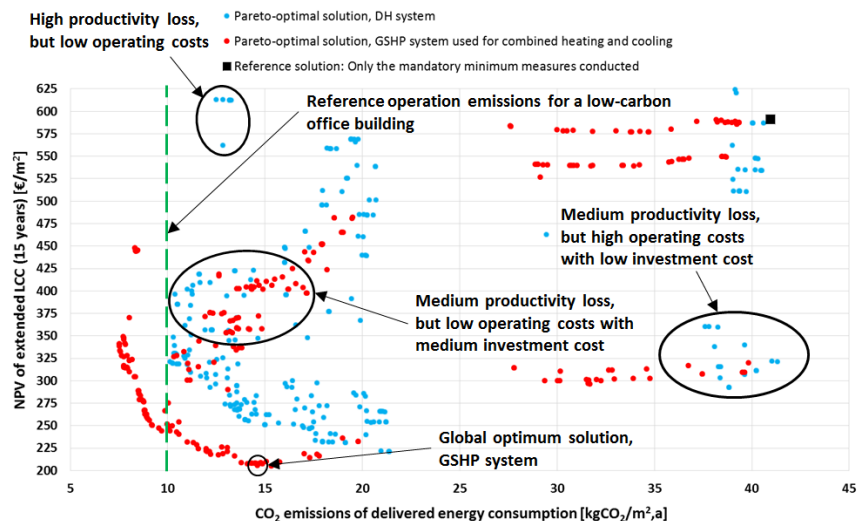 High productivity loss,
but low operating costs
Pareto-optimal solution, DH system
Pareto-optimal solution, GSHP system used for combined heating and cooling
Reference solution: Only the mandatory minimum measures conducted
Reference operation emissions for a low-carbon
office building
Medium productivity loss,
but high operating costs
with low investment cost
Medium productivity loss,
but low operating costs with
medium investment cost
Global optimum solution,
GSHP system
NPV of extended LCC (15 years) [€/m²]
625
600
575
550
525
500
475
450
425
400
375
350
325
300
275
250
225
200
5 10 15 20 25 30 35 40 45
CO₂ emissions of delivered energy consumption [kgCO₂/m²,a]